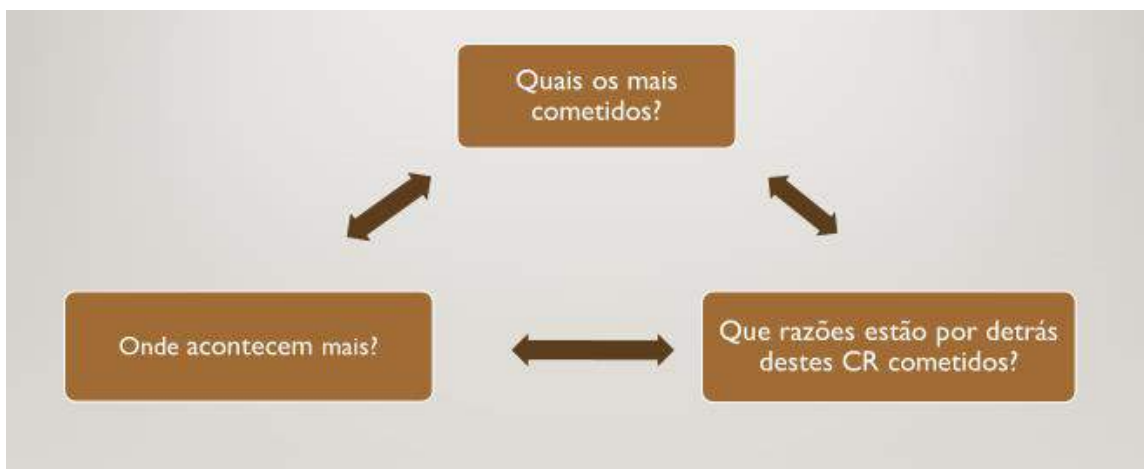 Quais os mais
cometidos?
Onde acontecem mais?
Que razões estão por detrás
destes CR cometidos?